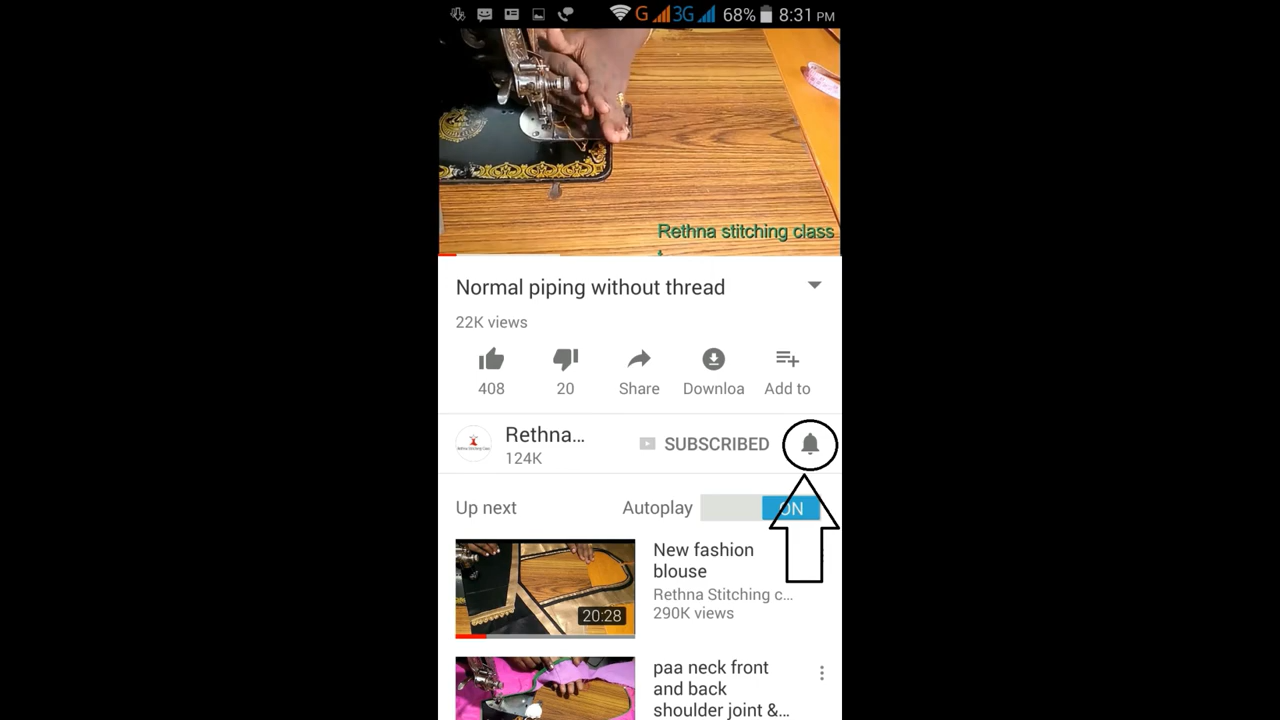 G 3G 68% 8:31 PM
Rethna stitching class
Normal piping without thread
22K views
408 20 Share Downloa Add to
Rethna... SUBSCRIBED
124K
Up next Autoplay ON
New fashion
blouse
Rethna Stitching c...
290K views
20:28
paa neck front
and back
shoulder joint &...